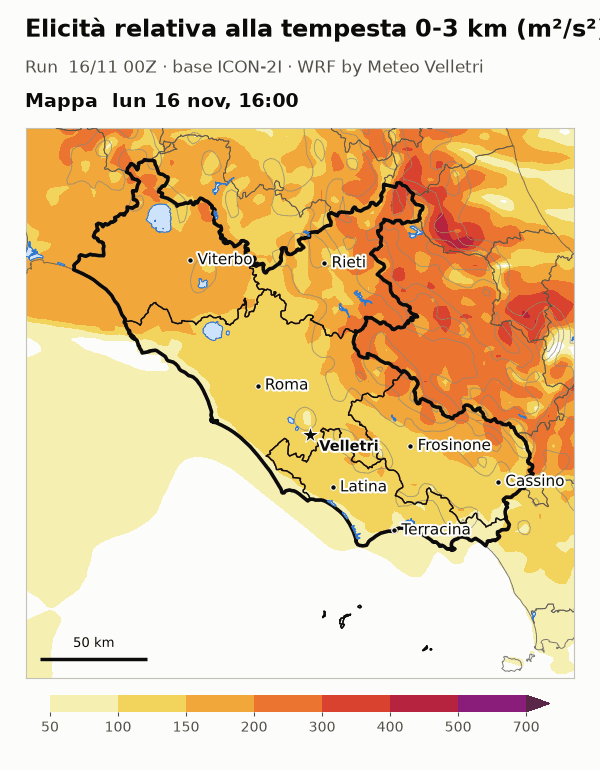 Elicità relativa alla tempesta 0-3 km (m²/s²)
Run  16/11 00Z · base ICON-2I · WRF by Meteo Velletri
Mappa  lun 16 nov, 16:00
Viterbo
Rieti
Roma
Velletri
Frosinone
Cassino
Latina
Terracina
50 km
50 100 150 200 300 400 500 700